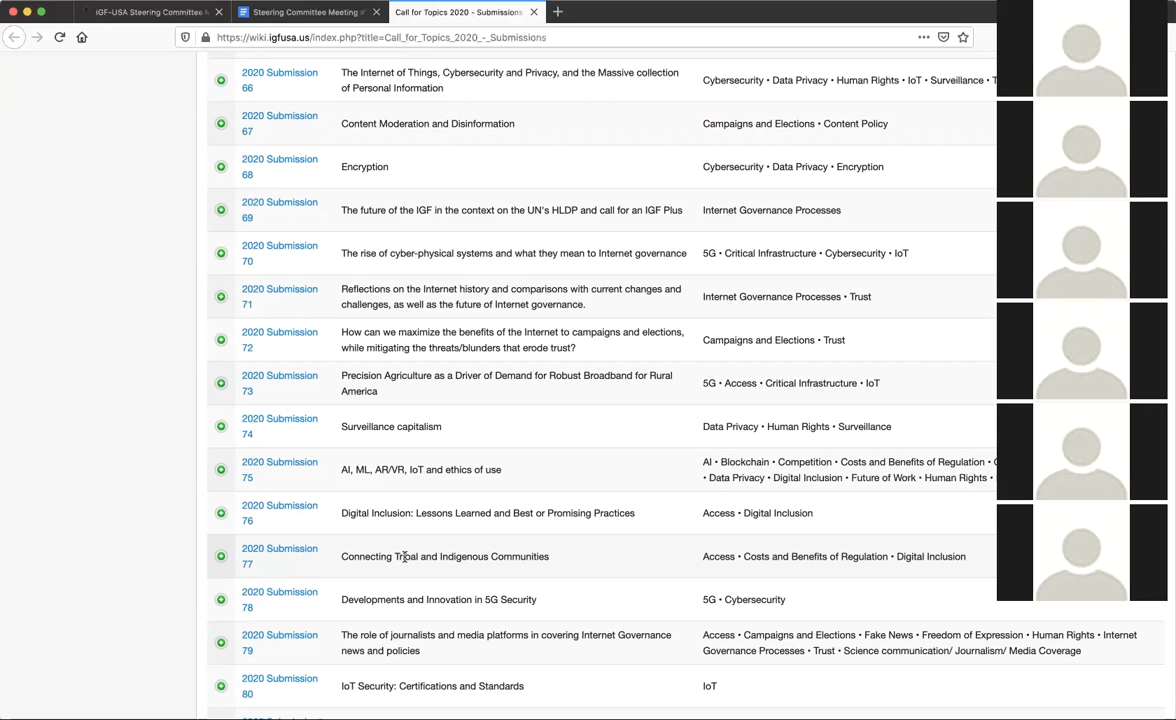 IGF-USA Steering Committee
Steering Committee Meeting
Call for Topics 2020 - Submissions
https://wiki.igfusa.us/index.php?title=Call_for_Topics_2020_-_Submissions
2020 Submission The Internet of Things, Cybersecurity and Privacy, and the Massive collection Cybersecurity • Data Privacy • Human Rights • IoT • Surveillance •
66 of Personal Information
2020 Submission
67 Content Moderation and Disinformation Campaigns and Elections • Content Policy
2020 Submission
68 Encryption Cybersecurity • Data Privacy • Encryption
2020 Submission
69 The future of the IGF in the context on the UN's HLDP and call for an IGF Plus Internet Governance Processes
2020 Submission
70 The rise of cyber-physical systems and what they mean to Internet governance 5G • Critical Infrastructure • Cybersecurity • IoT
2020 Submission Reflections on the Internet history and comparisons with current changes and Internet Governance Processes • Trust
71 challenges, as well as the future of Internet governance.
2020 Submission How can we maximize the benefits of the Internet to campaigns and elections, Campaigns and Elections • Trust
72 while mitigating the threats/blunders that erode trust?
2020 Submission Precision Agriculture as a Driver of Demand for Robust Broadband for Rural 5G • Access • Critical Infrastructure • IoT
73 America
2020 Submission
74 Surveillance capitalism Data Privacy • Human Rights • Surveillance
2020 Submission AI • Blockchain • Competition • Costs and Benefits of Regulation •
75 AI, ML, AR/VR, IoT and ethics of use • Data Privacy • Digital Inclusion • Future of Work • Human Rights •
2020 Submission
76 Digital Inclusion: Lessons Learned and Best or Promising Practices Access • Digital Inclusion
2020 Submission
77 Connecting Tribal and Indigenous Communities Access • Costs and Benefits of Regulation • Digital Inclusion
2020 Submission
78 Developments and Innovation in 5G Security 5G • Cybersecurity
2020 Submission The role of journalists and media platforms in covering Internet Governance Access • Campaigns and Elections • Fake News • Freedom of Expression • Human Rights • Internet
79 news and policies Governance Processes • Trust • Science communication/ Journalism/ Media Coverage
2020 Submission
80 IoT Security: Certifications and Standards IoT